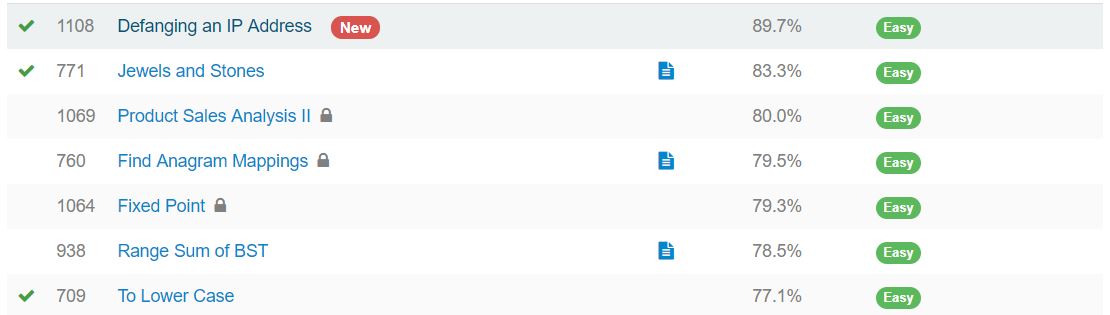 1108 Defanging an IP Address New 89.7% Easy
771 Jewels and Stones 83.3% Easy
1069 Product Sales Analysis II 80.0% Easy
760 Find Anagram Mappings 79.5% Easy
1064 Fixed Point 79.3% Easy
938 Range Sum of BST 78.5% Easy
709 To Lower Case 77.1% Easy